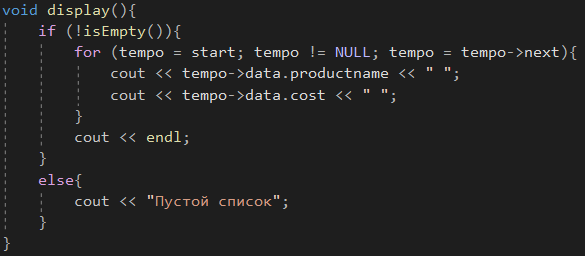 void display(){
if (!isEmpty()){
for (tempo = start; tempo != NULL; tempo = tempo->next){
cout << tempo->data.productname << " ";
cout << tempo->data.cost << " ";
}
cout << endl;
}
else{
cout << "Пустой список";
}
}